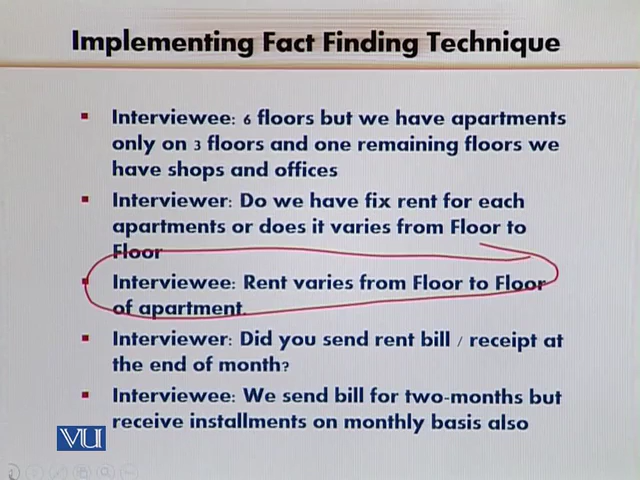 Implementing Fact Finding Technique
Interviewee: 6 floors but we have apartments
only on 3 floors and one remaining floors we
have shops and offices
Interviewer: Do we have fix rent for each
apartments or does it varies from Floor to
Floor
Interviewee: Rent varies from Floor to Floor
of apartment.
Interviewer: Did you send rent bill / receipt at
the end of month?
Interviewee: We send bill for two-months but
receive installments on monthly basis also
VU